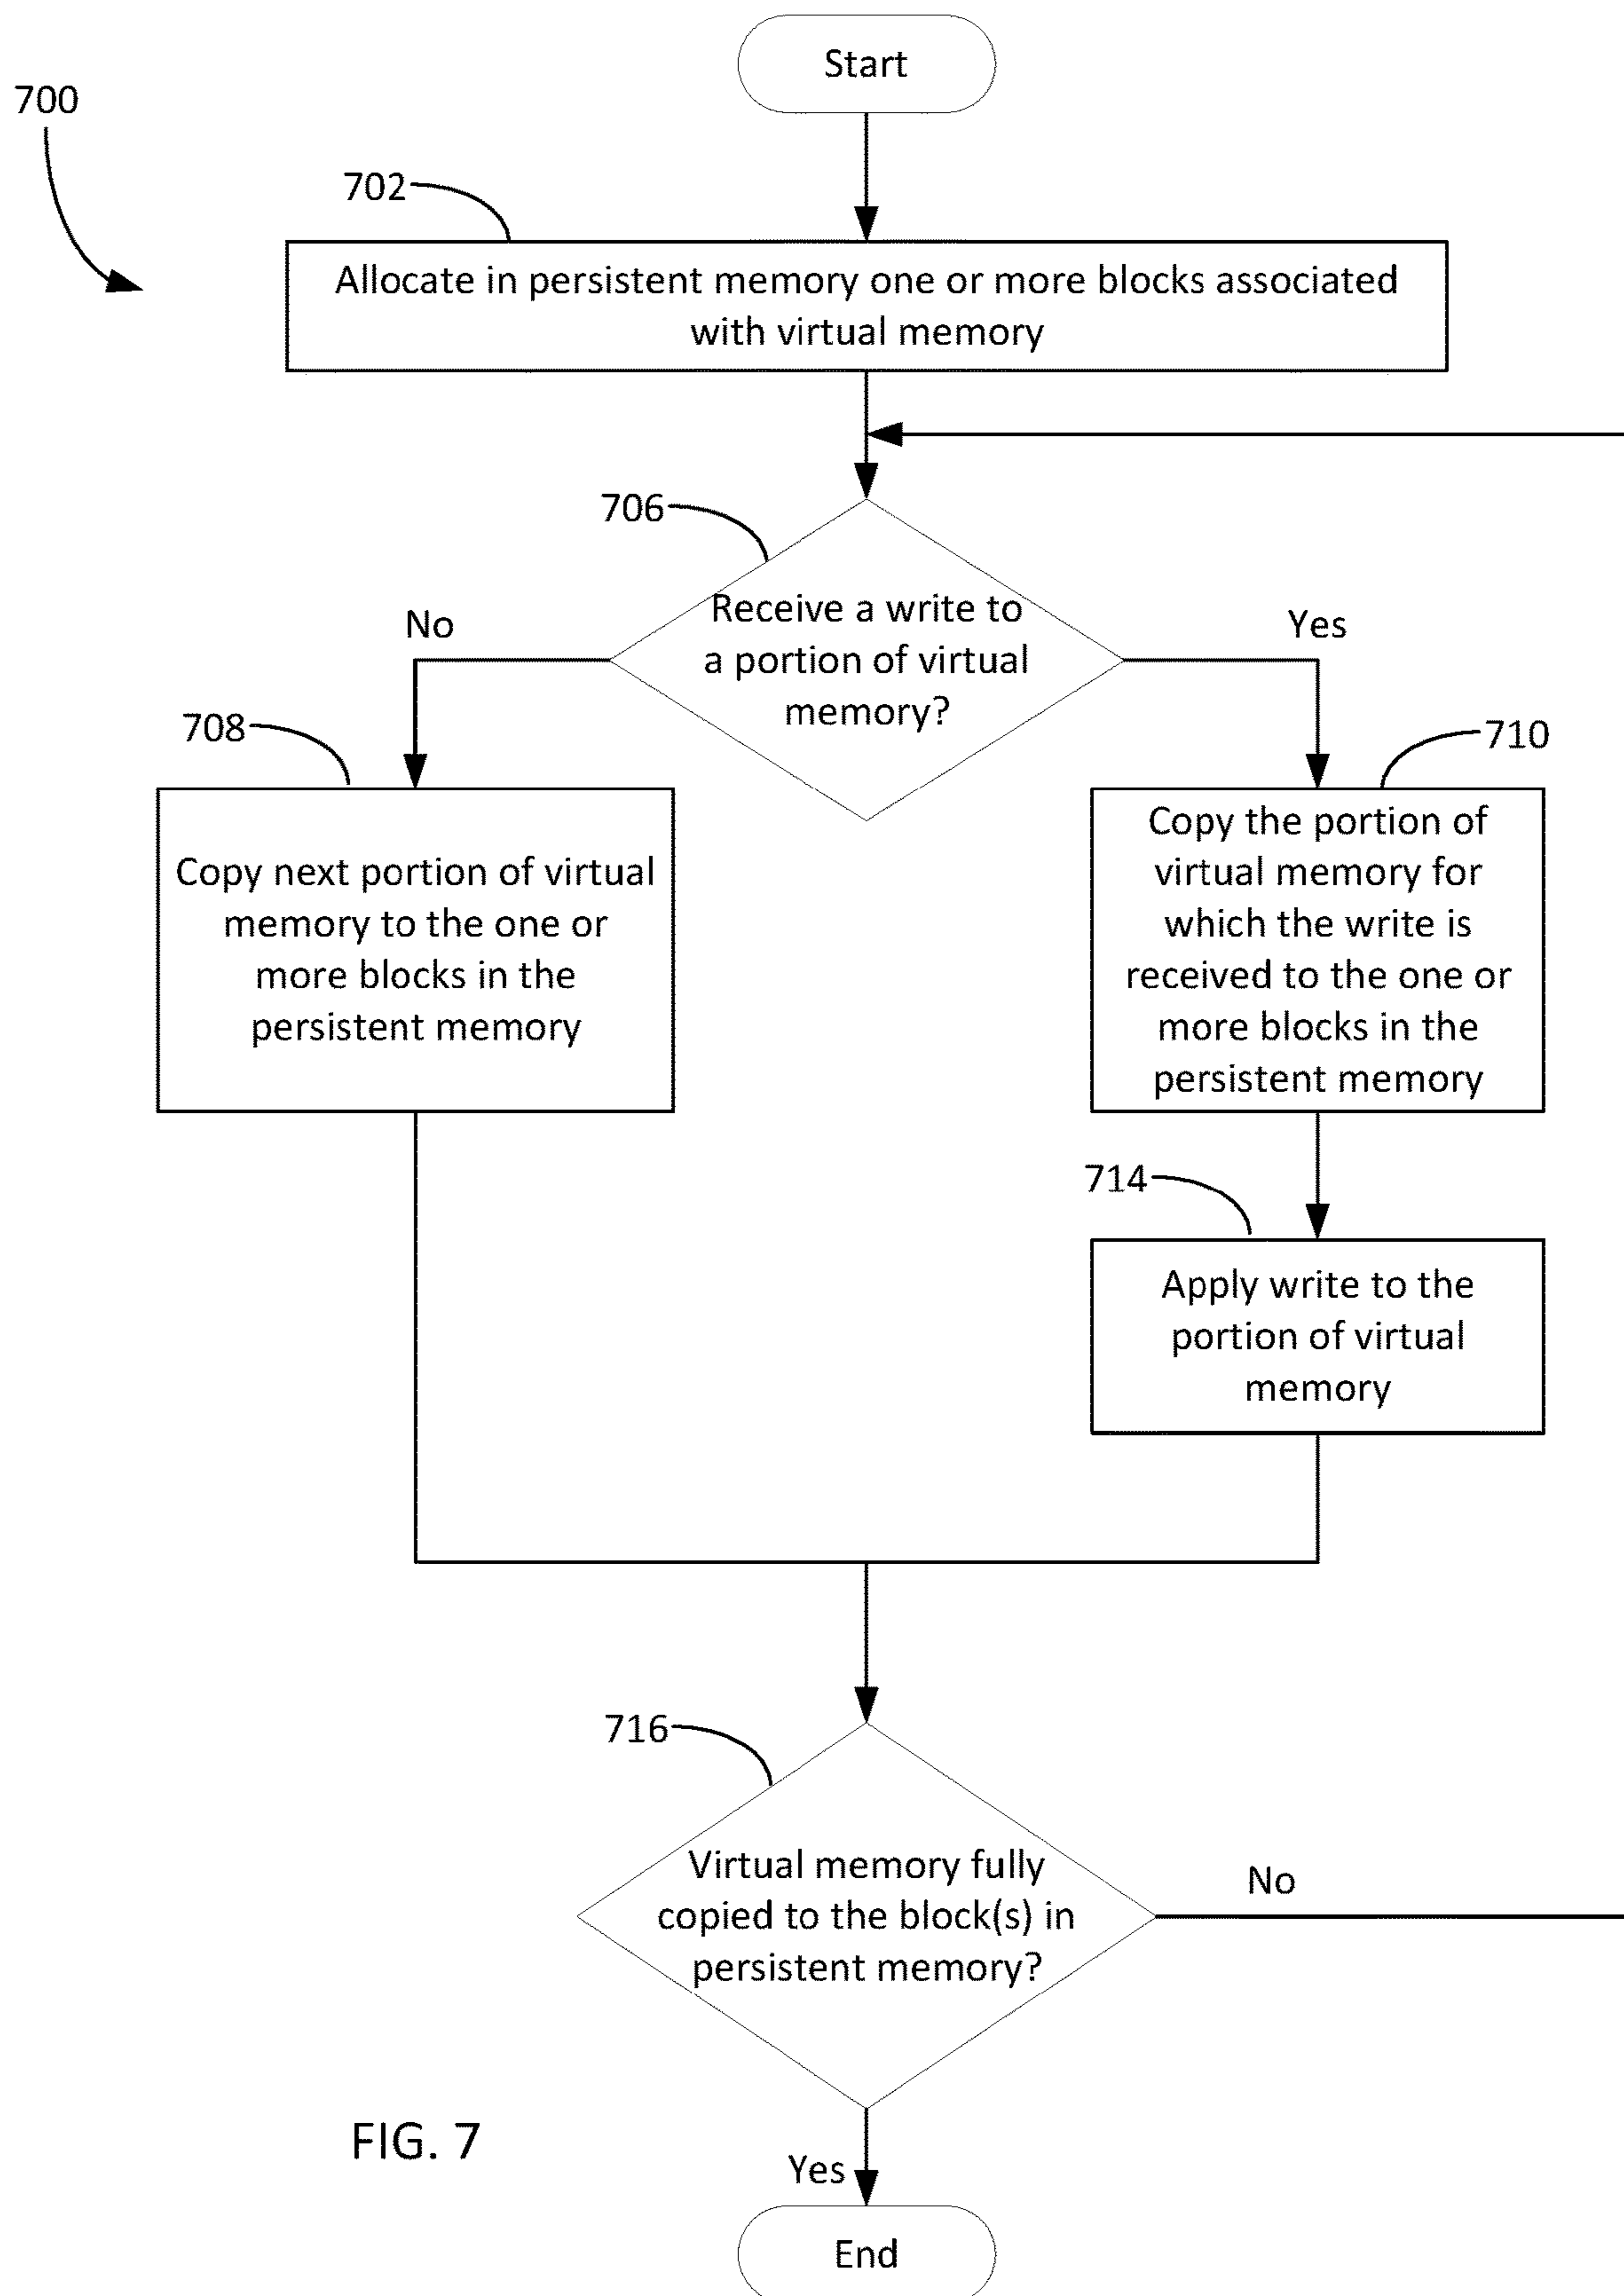 Start
700
702
Allocate in persistent memory one or more blocks associated
with virtual memory
706
Receive a write to
a portion of virtual
memory?
No
Yes
708
710
Copy next portion of virtual
memory to the one or
more blocks in the
persistent memory
Copy the portion of
virtual memory for
which the write is
received to the one or
more blocks in the
persistent memory
714
Apply write to the
portion of virtual
memory
716
Virtual memory fully
copied to the block(s) in
persistent memory?
No
FIG. 7
Yes
End